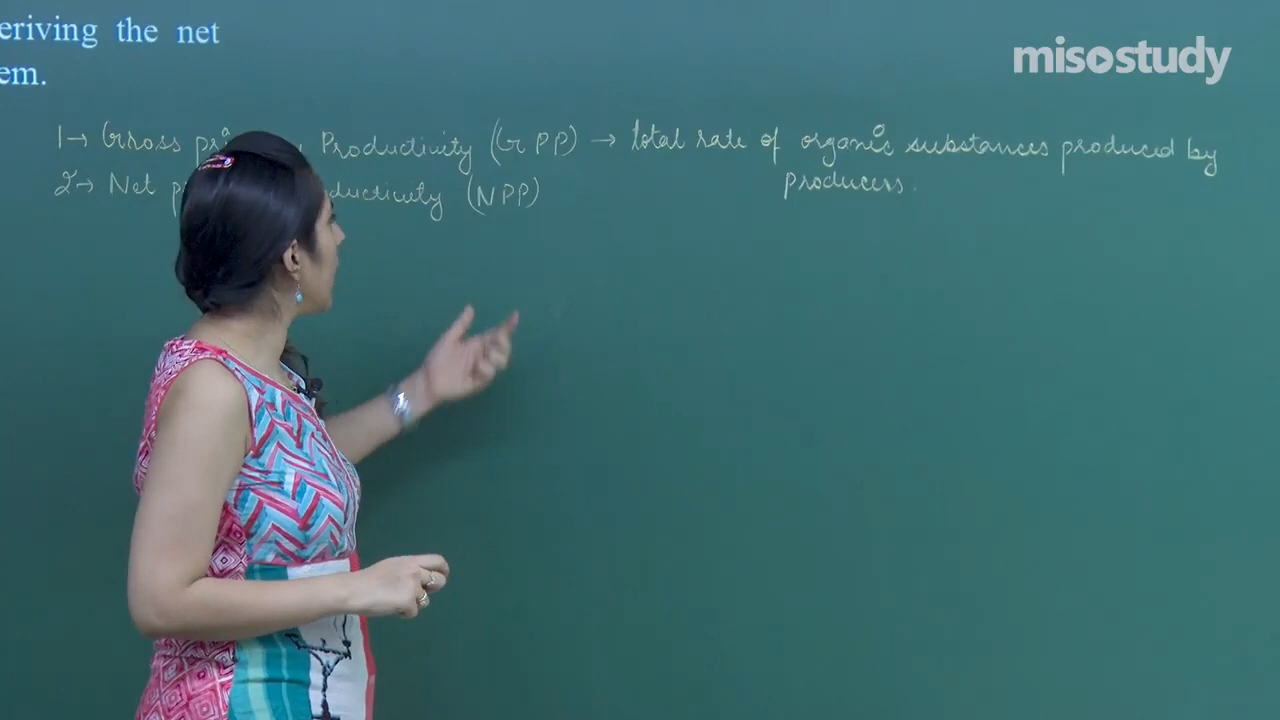 eriving the net
em.
misostudy
1→ Gross Productivity (GPP) → total rate of organic substances produced by
producers.
2→ Net ductivity (NPP)